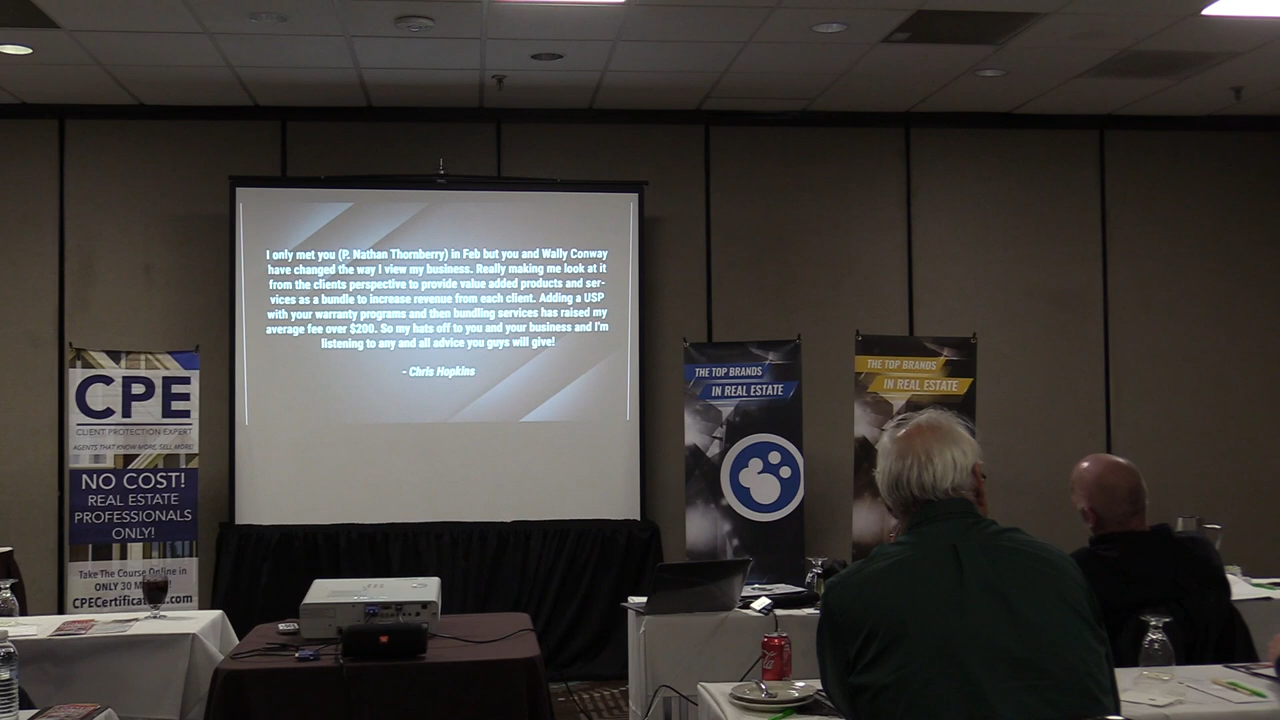 I only met you (P. Nathan Thornberry) in Feb but you and Wally Conway
have changed the way I view my business. Really making me look at it
from the clients perspective to provide value added products and ser-
vices as a bundle to increase revenue from each client. Adding a USP
with your warranty programs and then bundling services has raised my
average fee over $200. So my hats off to you and your business and I'm
listening to any and all advice you guys will give!
- Chris Hopkins
CPE
CLIENT PROTECTION EXPERT
AGENTS THAT KNOW MORE, SELL MORE!
NO COST!
REAL ESTATE
PROFESSIONALS
ONLY!
Take The Course Online in
ONLY 30
THE TOP BRANDS
IN REAL ESTATE
THE TOP BRANDS
IN REAL ESTATE
JBL